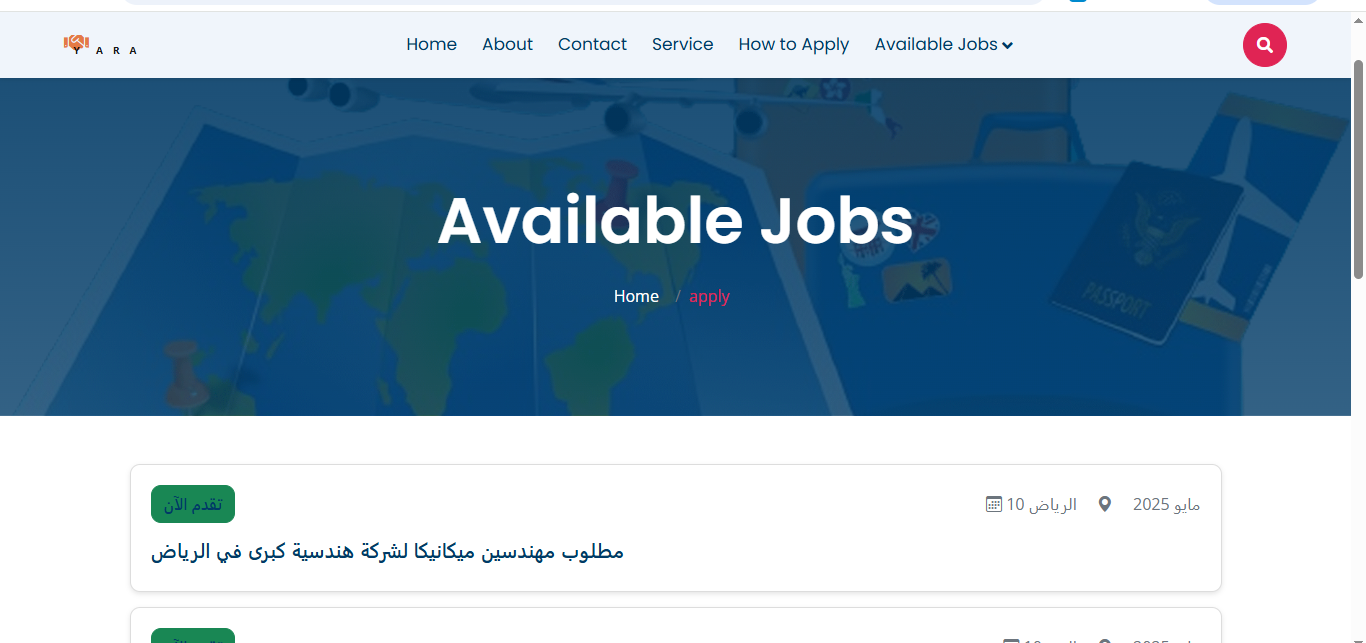 Y A R A
Home About Contact Service How to Apply Available Jobs
Available Jobs
Home / apply
PASSPORT
تقدم الآن
10 الرياض مايو 2025
مطلوب مهندسين ميكانيكا لشركة هندسية كبرى في الرياض